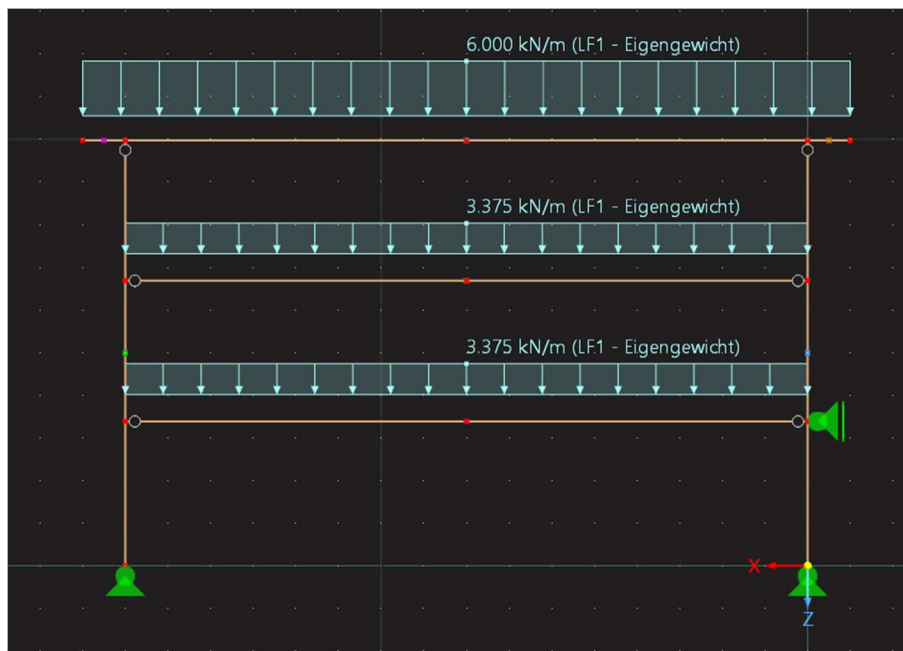 6.000 kN/m (LF1 - Eigengewicht)
3.375 kN/m (LF1 - Eigengewicht)
3.375 kN/m (LF1 - Eigengewicht)
X
Z